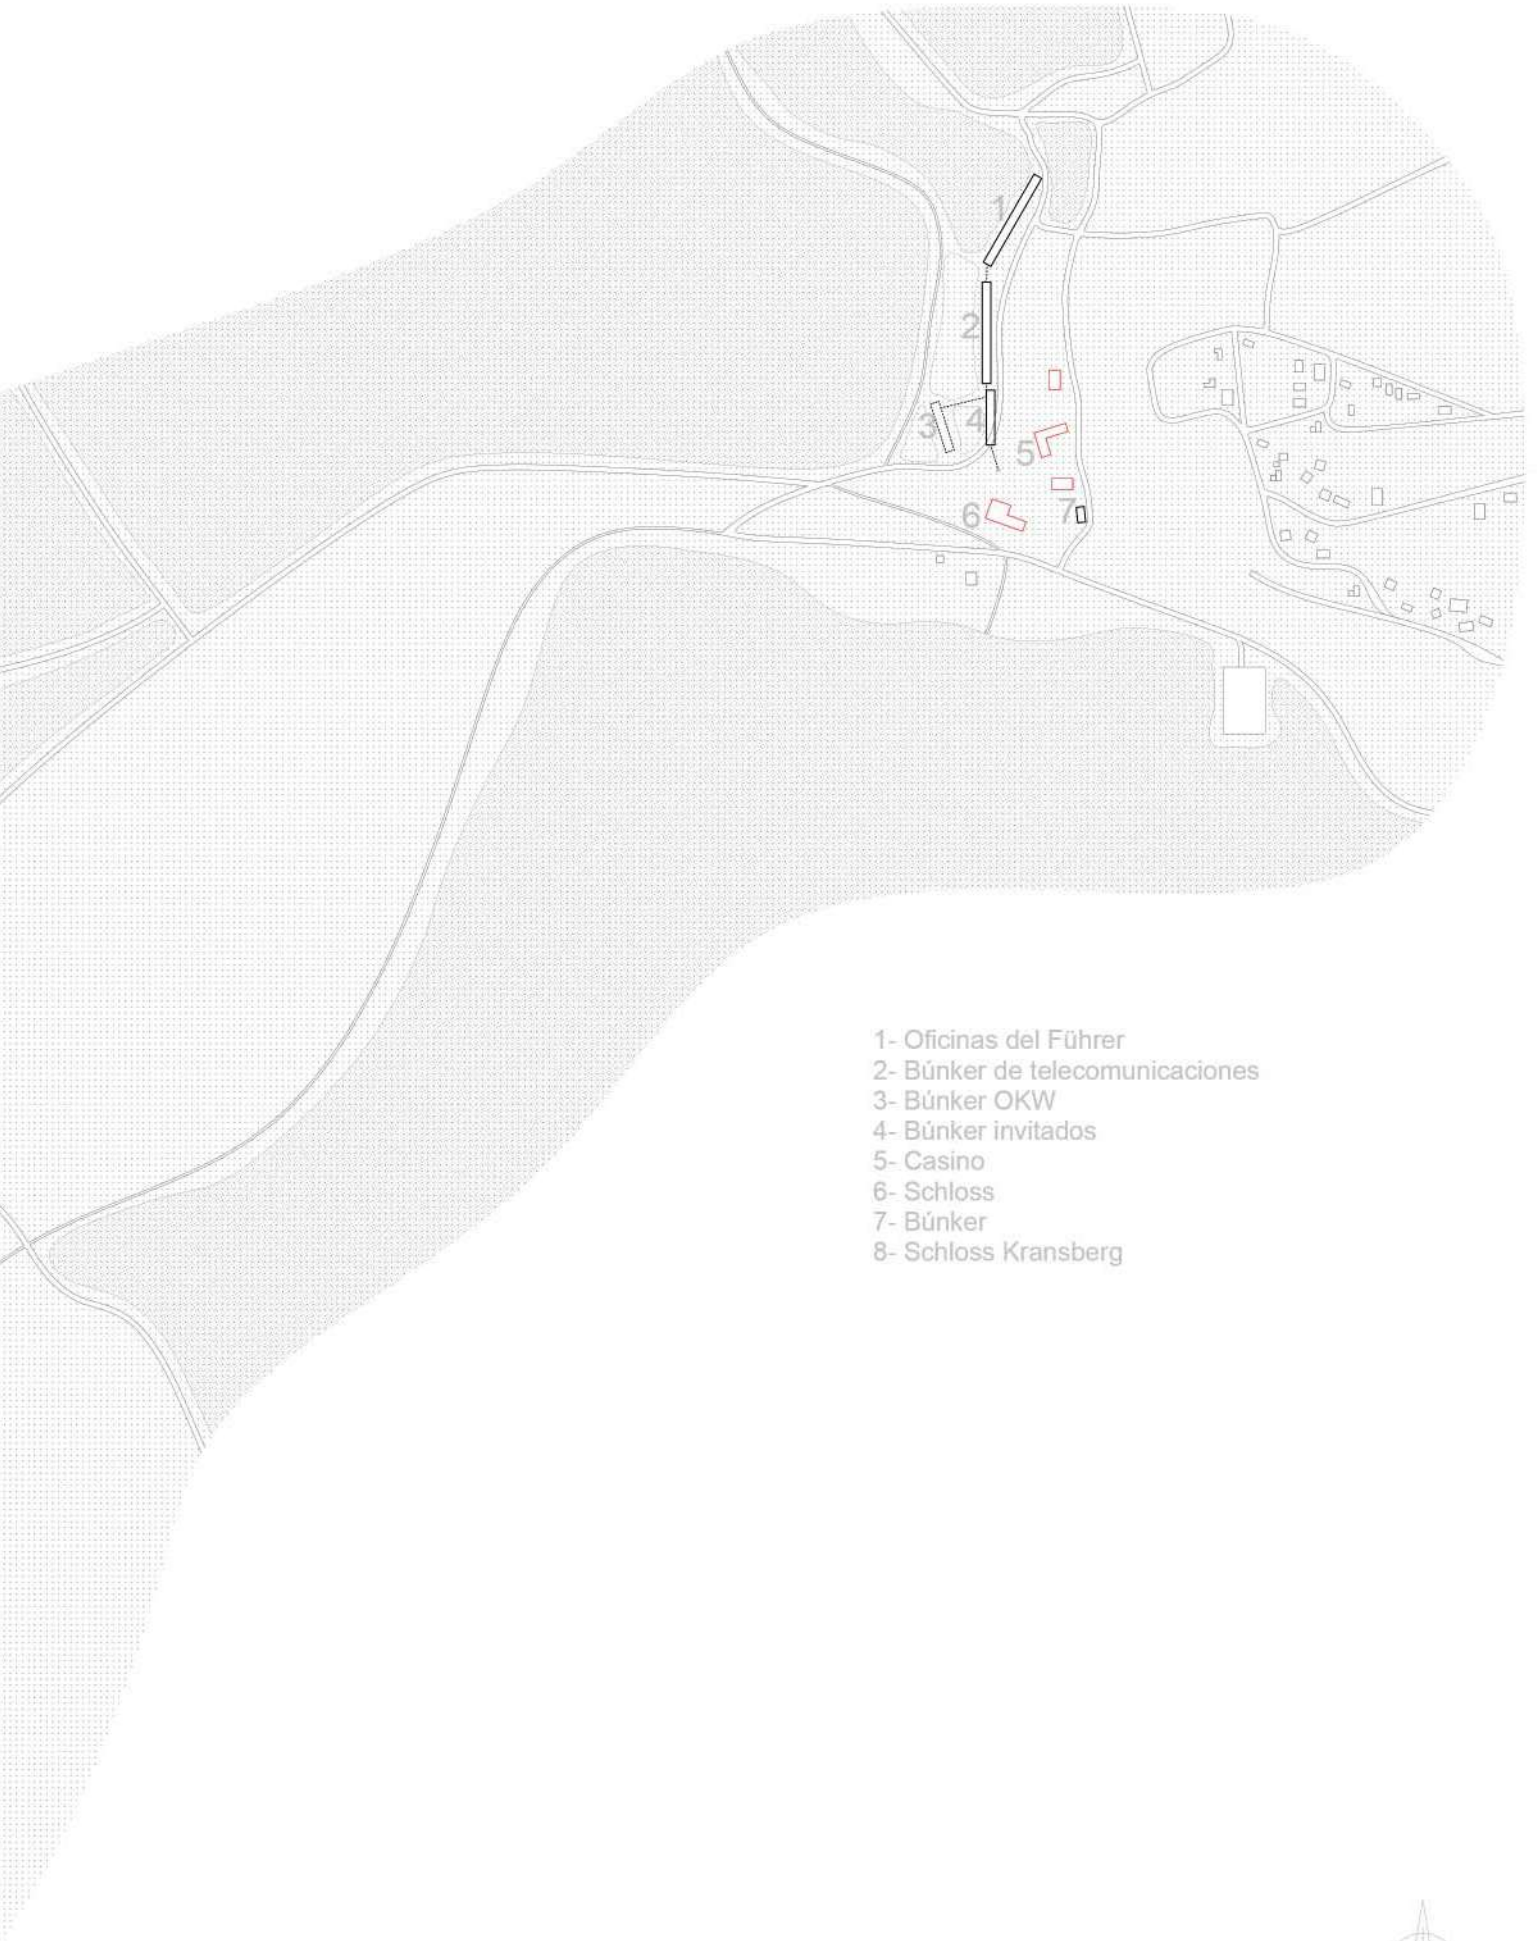 1
2
3
4
5
6
7
1- Oficinas del Führer
2- Búnker de telecomunicaciones
3- Búnker OKW
4- Búnker invitados
5- Casino
6- Schloss
7- Búnker
8- Schloss Kransberg